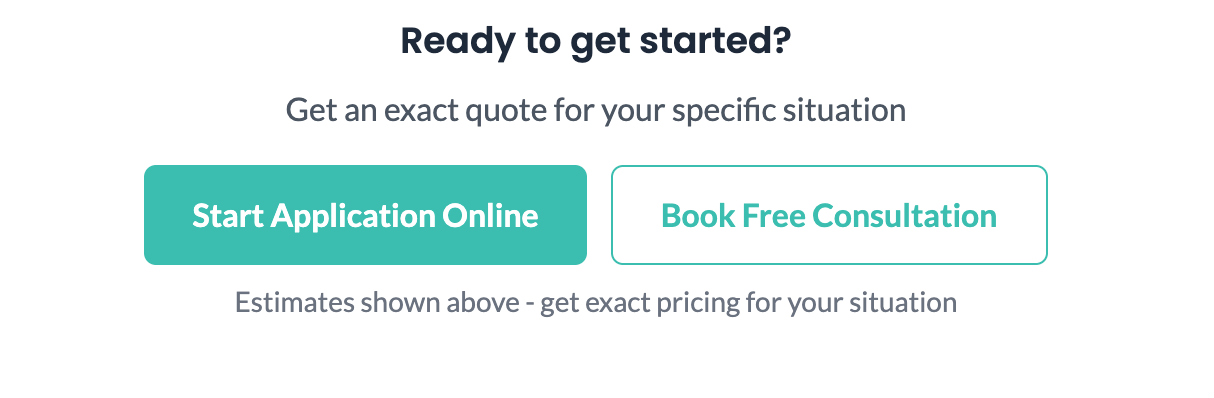 Ready to get started?
Get an exact quote for your specific situation
Start Application Online
Book Free Consultation
Estimates shown above - get exact pricing for your situation